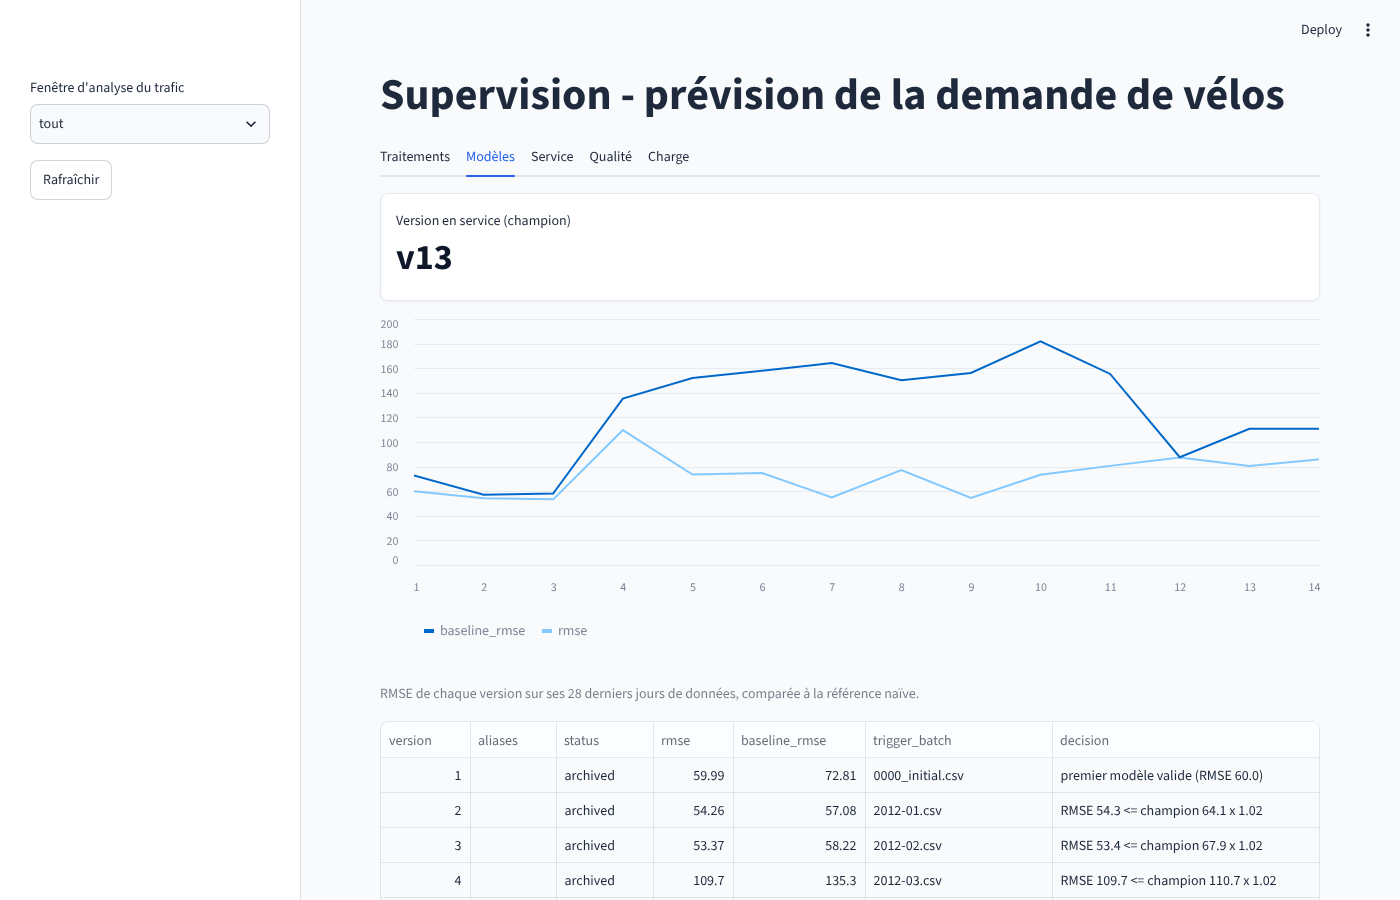 Deploy
Fenêtre d'analyse du trafic
tout
Rafraîchir
Supervision - prévision de la demande de vélos
Traitements Modèles Service Qualité Charge
Version en service (champion)
v13
200
180
160
140
120
100
80
60
40
20
0
1 2 3 4 5 6 7 8 9 10 11 12 13 14
baseline_rmse rmse
RMSE de chaque version sur ses 28 derniers jours de données, comparée à la référence naïve.
version aliases status rmse baseline_rmse trigger_batch decision
1 archived 59.99 72.81 0000_initial.csv premier modèle valide (RMSE 60.0)
2 archived 54.26 57.08 2012-01.csv RMSE 54.3 <= champion 64.1 x 1.02
3 archived 53.37 58.22 2012-02.csv RMSE 53.4 <= champion 67.9 x 1.02
4 archived 109.7 135.3 2012-03.csv RMSE 109.7 <= champion 110.7 x 1.02